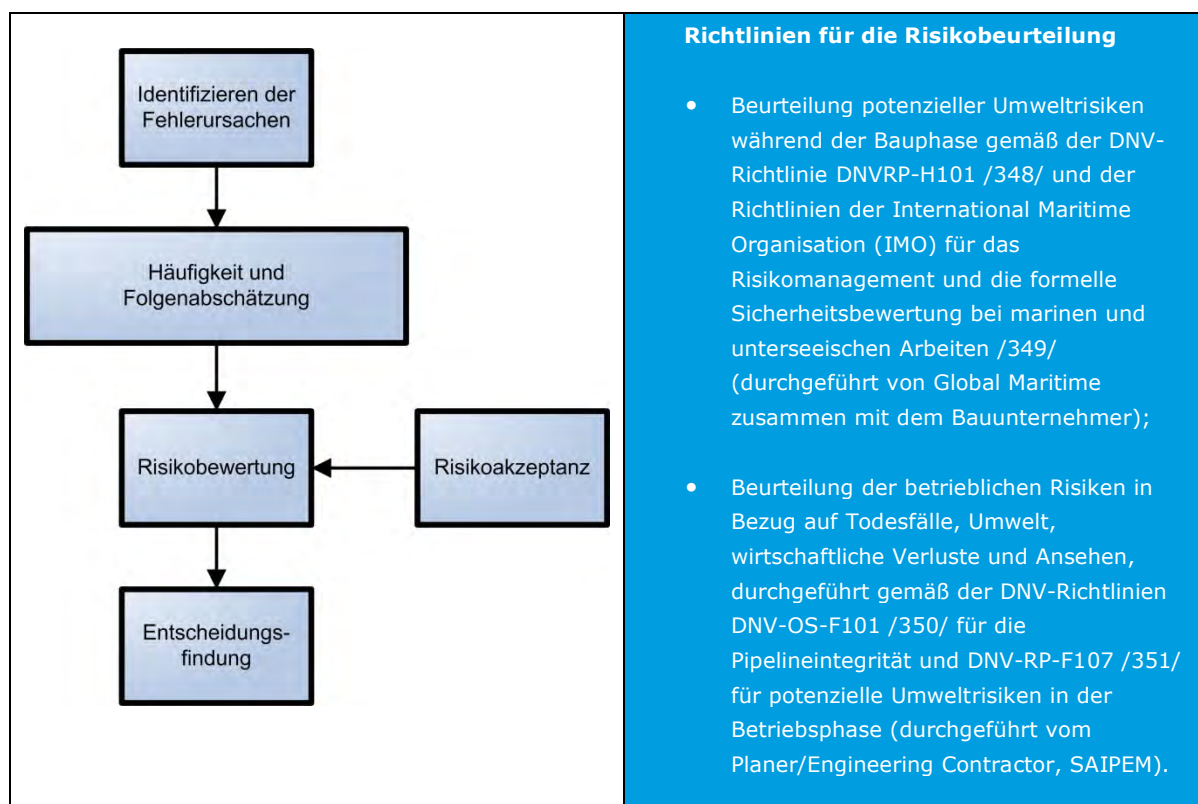 Identifizieren der
Fehlerursachen
Häufigkeit und
Folgenabschätzung
Risikobewertung
Risikoakzeptanz
Entscheidungs-
findung
Richtlinien für die Risikobeurteilung
• Beurteilung potenzieller Umweltrisiken
während der Bauphase gemäß der DNV-
Richtlinie DNVRP-H101 /348/ und der
Richtlinien der International Maritime
Organisation (IMO) für das
Risikomanagement und die formelle
Sicherheitsbewertung bei marinen und
unterseeischen Arbeiten /349/
(durchgeführt von Global Maritime
zusammen mit dem Bauunternehmer);
• Beurteilung der betrieblichen Risiken in
Bezug auf Todesfälle, Umwelt,
wirtschaftliche Verluste und Ansehen,
durchgeführt gemäß der DNV-Richtlinien
DNV-OS-F101 /350/ für die
Pipelineintegrität und DNV-RP-F107 /351/
für potenzielle Umweltrisiken in der
Betriebsphase (durchgeführt vom
Planer/Engineering Contractor, SAIPEM).